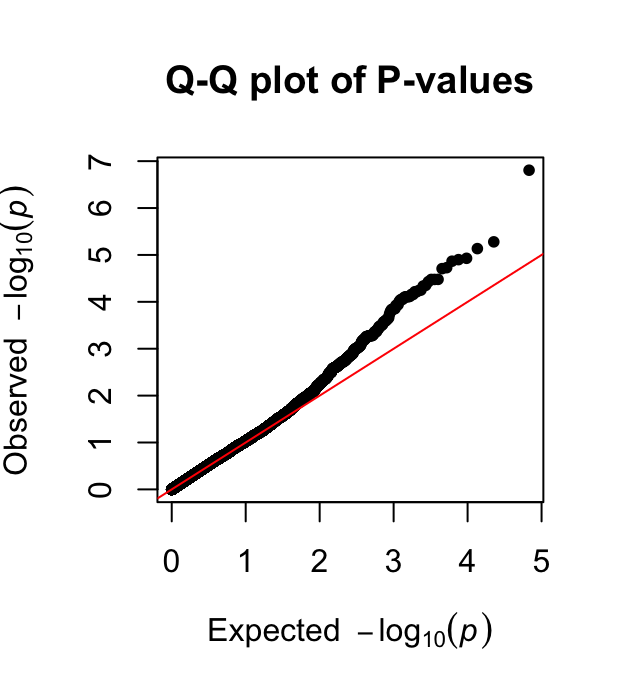 Q-Q plot of P-values
Observed −log₁₀(p)
7
6
5
4
3
2
1
0
0 1 2 3 4 5
Expected −log₁₀(p)